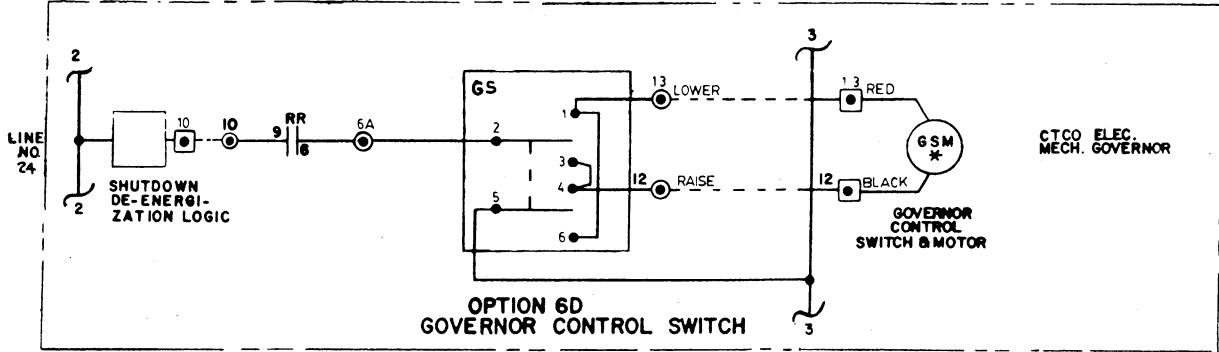 2
3
LINE
NO.
24
10
10
9
RR
6
6A
GS
1
2
3
4
5
6
13
LOWER
12
RAISE
13
RED
12
BLACK
GSM
*
CTCO ELEC.
MECH. GOVERNOR
SHUTDOWN
DE-ENERGI-
ZATION LOGIC
2
GOVERNOR
CONTROL
SWITCH & MOTOR
OPTION 6D
GOVERNOR CONTROL SWITCH
3